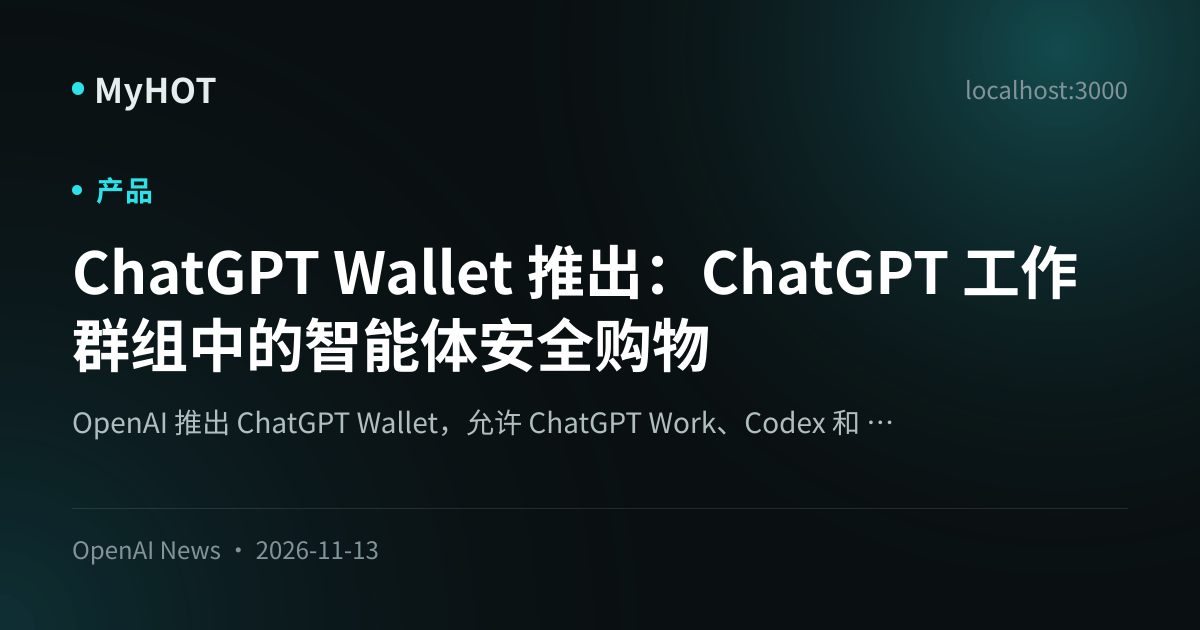 MyHOT
localhost:3000
产品
ChatGPT Wallet 推出：ChatGPT 工作
群组中的智能体安全购物
OpenAI 推出 ChatGPT Wallet，允许 ChatGPT Work、Codex 和 …
OpenAI News · 2026-11-13